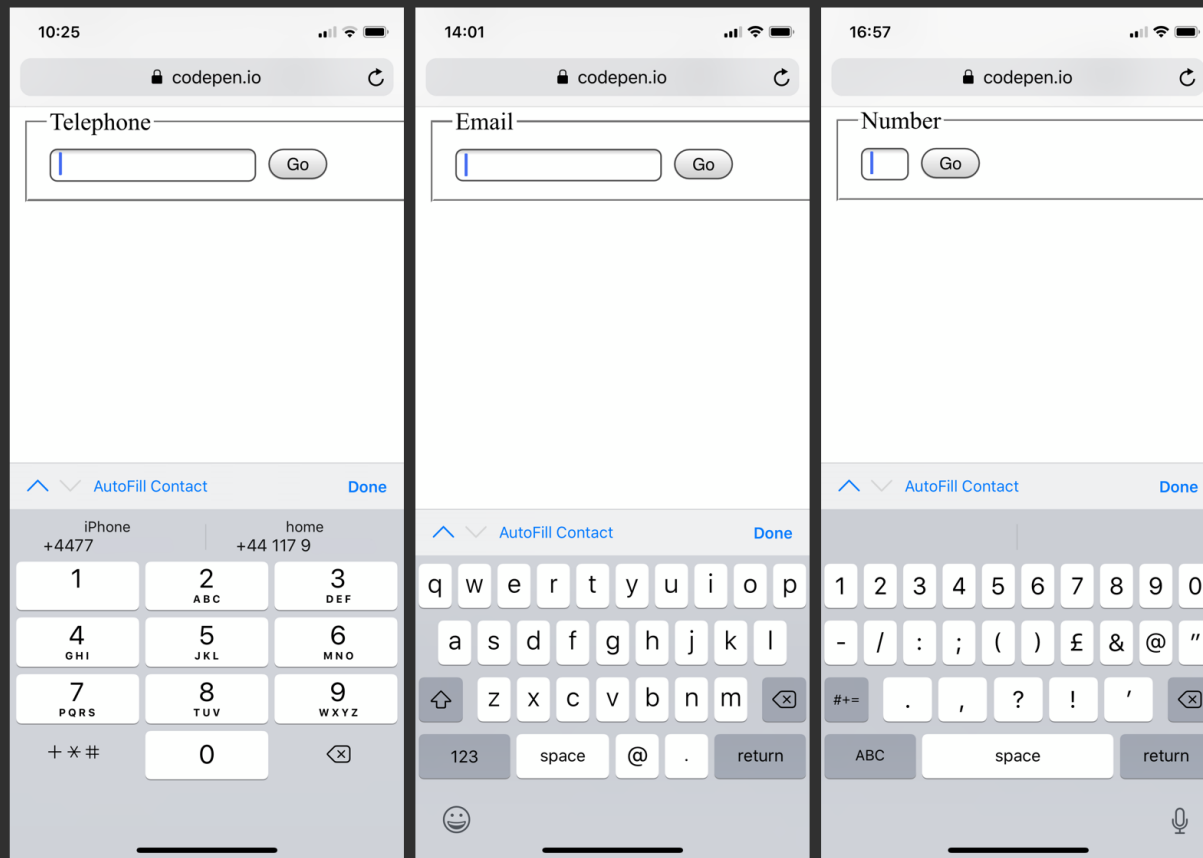 10:25
codepen.io
Telephone
Go
AutoFill Contact Done
iPhone home
+4477 +44 117 9
1 2 3
ABC DEF
4 5 6
GHI JKL MNO
7 8 9
PQRS TUV WXYZ
+*# 0
14:01
codepen.io
Email
Go
AutoFill Contact Done
q w e r t y u i o p
a s d f g h j k l
z x c v b n m
123 space @ . return
16:57
codepen.io
Number
Go
AutoFill Contact Done
1 2 3 4 5 6 7 8 9 0
- / : ; ( ) £ & @ "
#+= . , ? ! '
ABC space return